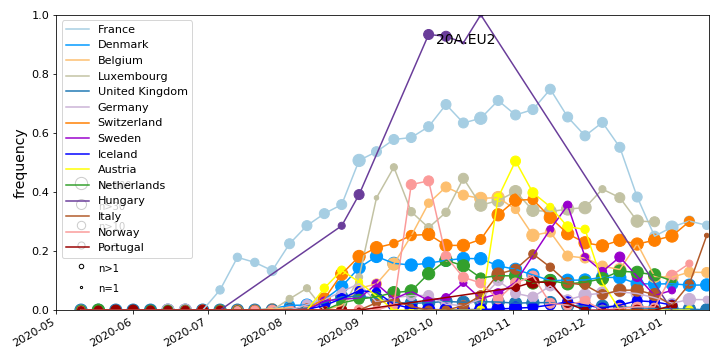 20A.EU2
frequency
1.0
0.8
0.6
0.4
0.2
0.0
France
Denmark
Belgium
Luxembourg
United Kingdom
Germany
Switzerland
Sweden
Iceland
Austria
Netherlands
Hungary
Italy
Norway
Portugal
n>1
n=1
2020-05
2020-06
2020-07
2020-08
2020-09
2020-10
2020-11
2020-12
2021-01